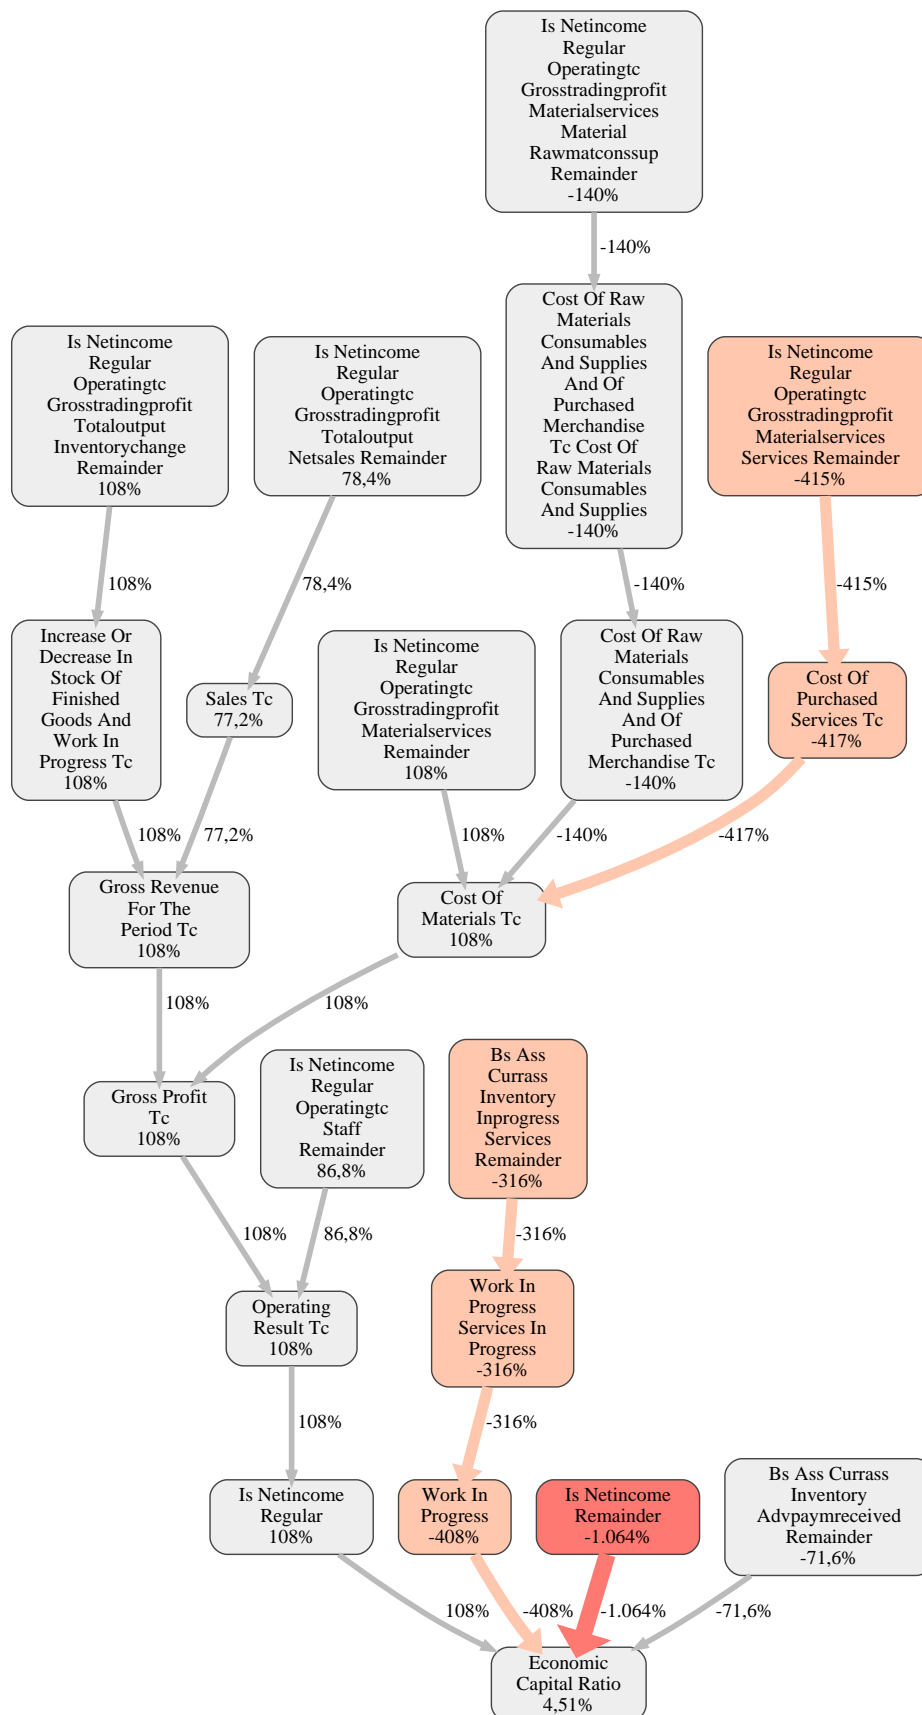 Is Netincome
Regular
Operatingtc
Grosstradingprofit
Materialservices
Material
Rawmatconssup
Remainder
-140%
-140%
Cost Of Raw
Materials
Consumables
And Supplies
And Of
Purchased
Merchandise
Tc Cost Of
Raw Materials
Consumables
And Supplies
-140%
Is Netincome
Regular
Operatingtc
Grosstradingprofit
Totaloutput
Inventorychange
Remainder
108%
Is Netincome
Regular
Operatingtc
Grosstradingprofit
Totaloutput
Netsales Remainder
78,4%
Is Netincome
Regular
Operatingtc
Grosstradingprofit
Materialservices
Services Remainder
-415%
108%
78,4%
-140%
-415%
Increase Or
Decrease In
Stock Of
Finished
Goods And
Work In
Progress Tc
108%
Sales Tc
77,2%
Is Netincome
Regular
Operatingtc
Grosstradingprofit
Materialservices
Remainder
108%
Cost Of Raw
Materials
Consumables
And Supplies
And Of
Purchased
Merchandise Tc
-140%
Cost Of
Purchased
Services Tc
-417%
108%
77,2%
108%
-140%
-417%
Gross Revenue
For The
Period Tc
108%
Cost Of
Materials Tc
108%
108%
108%
Gross Profit
Tc
108%
Is Netincome
Regular
Operatingtc
Staff
Remainder
86,8%
Bs Ass
Currass
Inventory
Inprogress
Services
Remainder
-316%
108%
86,8%
-316%
Operating
Result Tc
108%
Work In
Progress
Services In
Progress
-316%
108%
-316%
Is Netincome
Regular
108%
Work In
Progress
-408%
Is Netincome
Remainder
-1.064%
Bs Ass Currass
Inventory
Advpaymreceived
Remainder
-71,6%
108%
-408%
-1.064%
-71,6%
Economic
Capital Ratio
4,51%